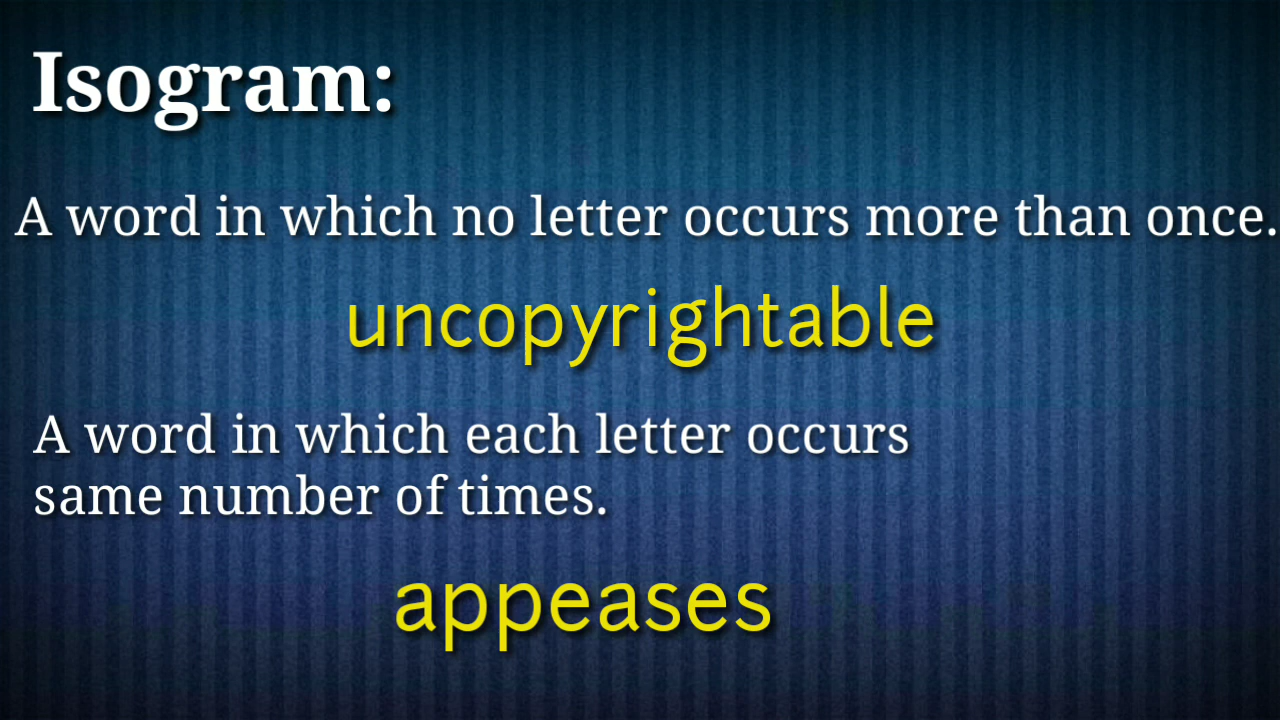 Isogram:
A word in which no letter occurs more than once.
uncopyrightable
A word in which each letter occurs
same number of times.
appeases